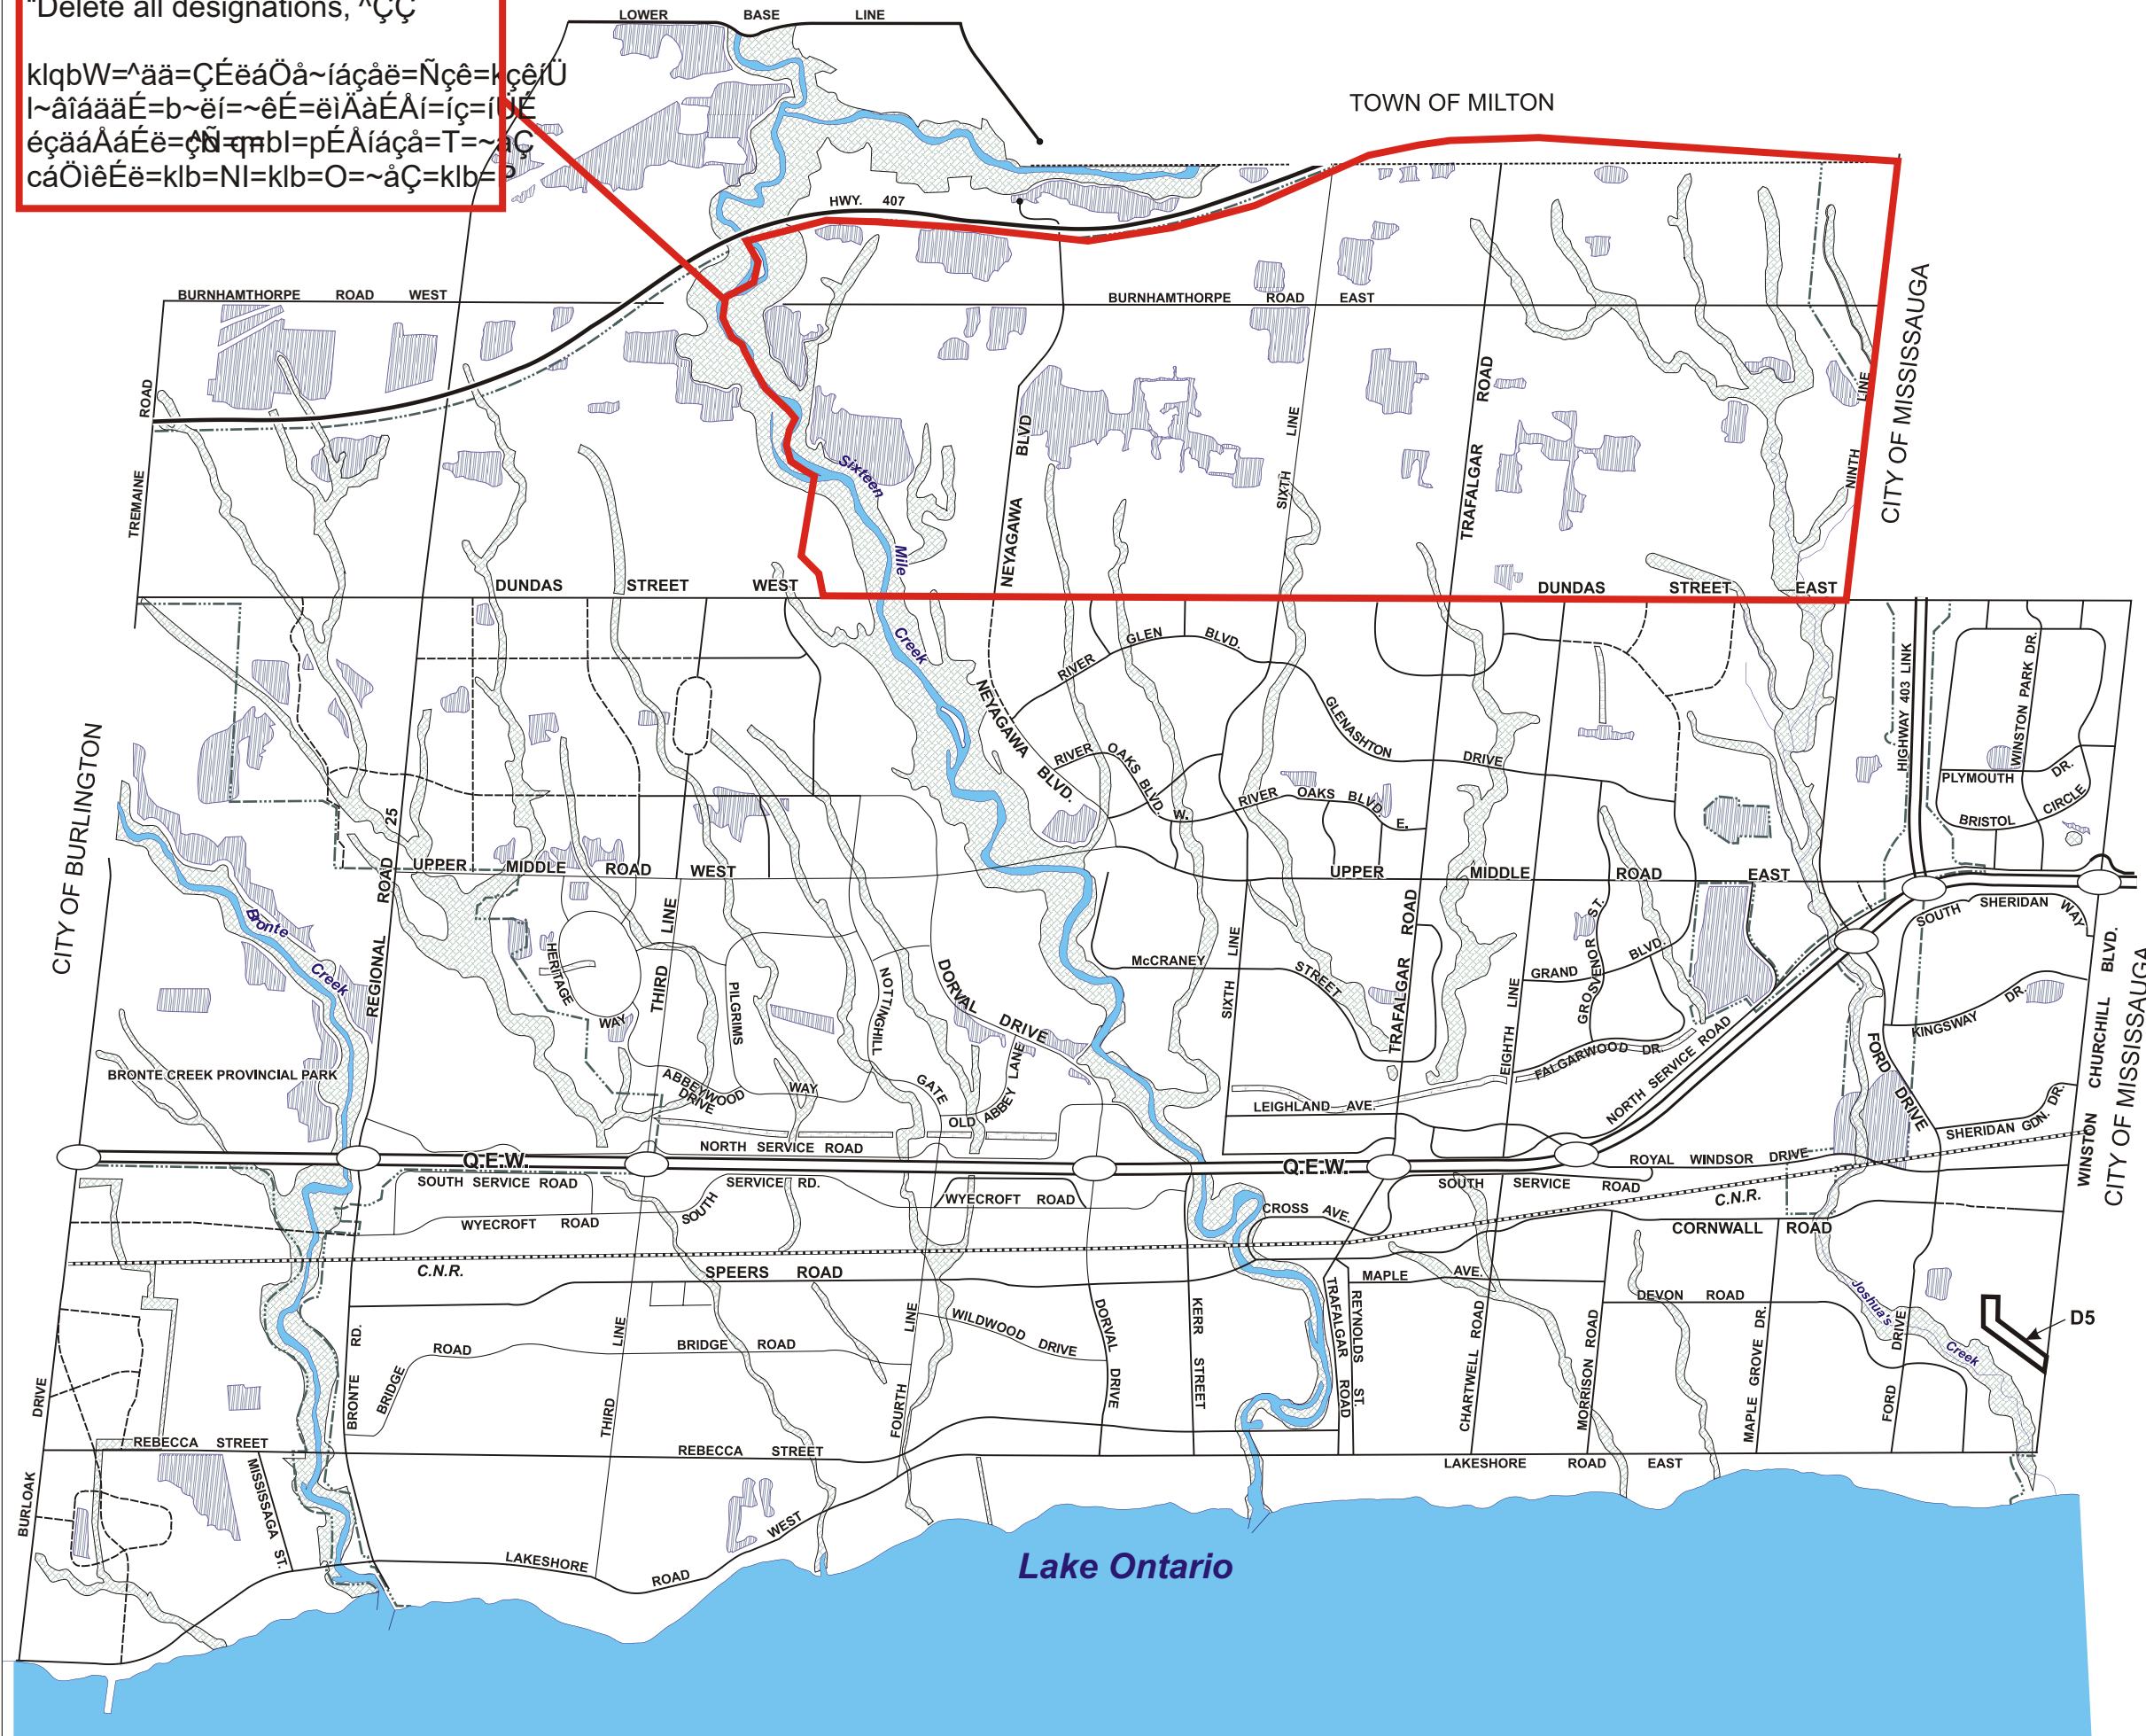 "Delete all designations, ^ÇÇ
klqbW=^ää=ÇÉëáÖå~íáçåë=Ñçê=kçêíÜ
l~âîáääÉ=b~ëí=~êÉ=ëìÄàÉÅí=íç=íÜÉ
cáÖìêÉë=klb=NI=klb=O=~åÇ=klb=P
LOWER BASE LINE
TOWN OF MILTON
HWY. 407
BURNHAMTHORPE ROAD WEST
BURNHAMTHORPE ROAD EAST
CITY OF MISSISSAUGA
TREMAINE ROAD
NEYAGAWA BLVD
SIXTH LINE
TRAFALGAR ROAD
NINTH LINE
Sixteen Mile Creek
DUNDAS STREET WEST
DUNDAS STREET EAST
CITY OF BURLINGTON
RIVER GLEN BLVD.
NEYAGAWA BLVD.
RIVER OAKS BLVD. W.
RIVER OAKS BLVD. E.
GLENASHTON DRIVE
HIGHWAY 403 LINK
WINSTON PARK DR.
PLYMOUTH DR.
BRISTOL CIRCLE
REGIONAL ROAD 25
UPPER MIDDLE ROAD WEST
UPPER MIDDLE ROAD EAST
SOUTH SHERIDAN WAY
Bronte Creek
HERITAGE WAY
THIRD LINE
PILGRIMS WAY
NOTTINGHILL GATE
DORVAL DRIVE
McCRANEY STREET
SIXTH LINE
TRAFALGAR ROAD
EIGHTH LINE
GRAND BLVD.
GROSVENOR ST.
FALGARWOOD DR.
NORTH SERVICE ROAD
FORD DRIVE
KINGSWAY DR.
SHERIDAN GDN. DR.
WINSTON CHURCHILL BLVD.
CITY OF MISSISSAUGA
BRONTE CREEK PROVINCIAL PARK
ABBEYWOOD DRIVE
OLD ABBEY LANE
LEIGHLAND AVE.
NORTH SERVICE ROAD
Q.E.W.
Q.E.W.
ROYAL WINDSOR DRIVE
SOUTH SERVICE ROAD
SOUTH SERVICE RD.
SOUTH SERVICE ROAD
WYECROFT ROAD
WYECROFT ROAD
CROSS AVE.
C.N.R.
C.N.R.
CORNWALL ROAD
SPEERS ROAD
MAPLE AVE.
DEVON ROAD
Joshua's Creek
D5
BURLOAK DRIVE
BRONTE RD.
BRIDGE ROAD
BRIDGE ROAD
THIRD LINE
FOURTH LINE
WILDWOOD DRIVE
DORVAL DRIVE
KERR STREET
TRAFALGAR ROAD
REYNOLDS ST.
CHARTWELL ROAD
MORRISON ROAD
MAPLE GROVE DR.
FORD DRIVE
REBECCA STREET
REBECCA STREET
MISSISSAGA ST.
LAKESHORE ROAD WEST
LAKESHORE ROAD EAST
Lake Ontario